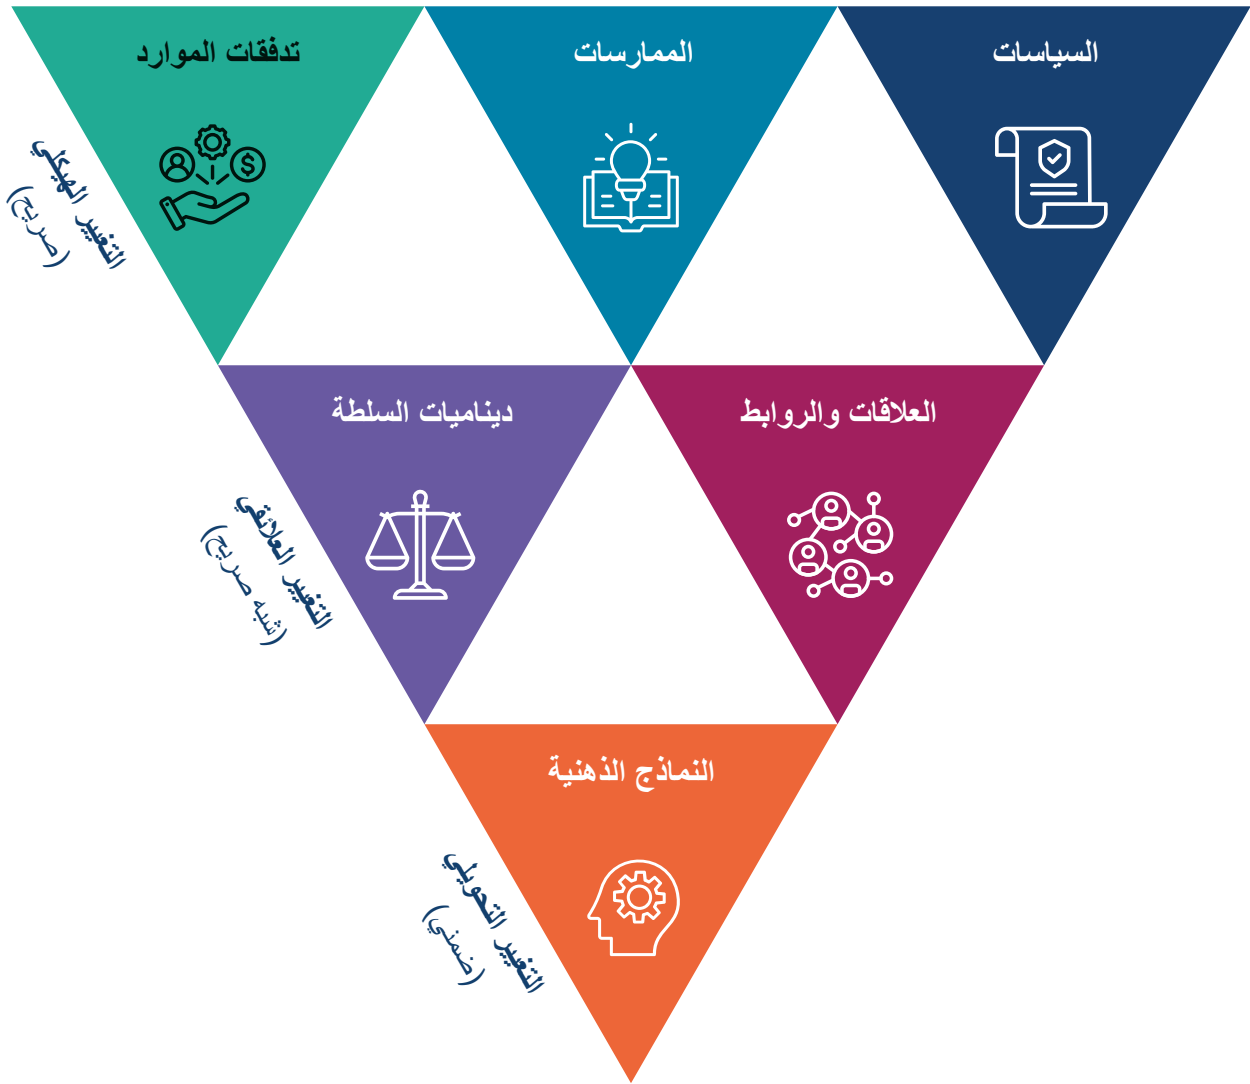 السياسات
الممارسات
تدفقات الموارد
التغيير الهيكلي
(صريح)
العلاقات والروابط
ديناميات السلطة
التغيير العلائقي
(شبه صريح)
النماذج الذهنية
التغيير التحويلي
(ضمني)